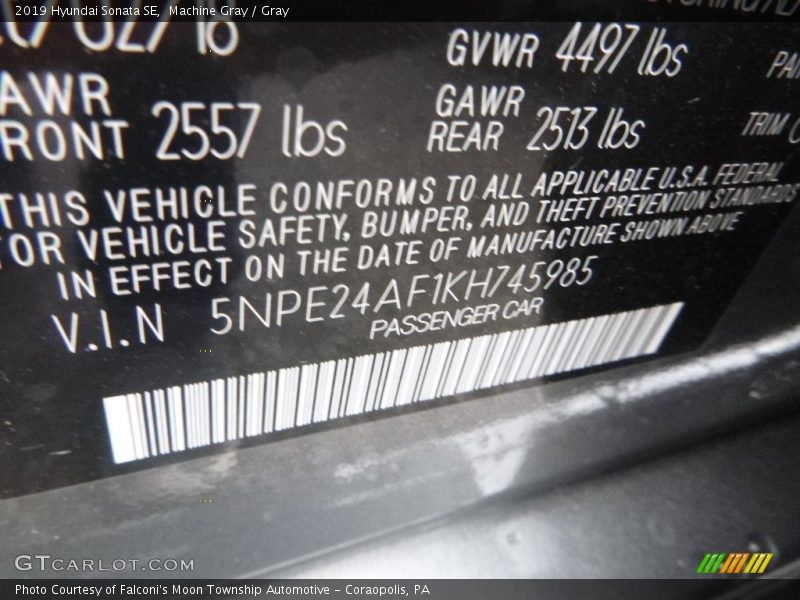 2019 Hyundai Sonata SE, Machine Gray / Gray
GVWR 4497 lbs
GAWR
FRONT 2557 lbs
GAWR
REAR 2513 lbs
TRIM
THIS VEHICLE CONFORMS TO ALL APPLICABLE U.S.A. FEDERAL
FOR VEHICLE SAFETY, BUMPER, AND THEFT PREVENTION STANDARDS
IN EFFECT ON THE DATE OF MANUFACTURE SHOWN ABOVE
V.I.N 5NPE24AF1KH745985
PASSENGER CAR
GTCARLOT.COM
Photo Courtesy of Falconi's Moon Township Automotive - Coraopolis, PA